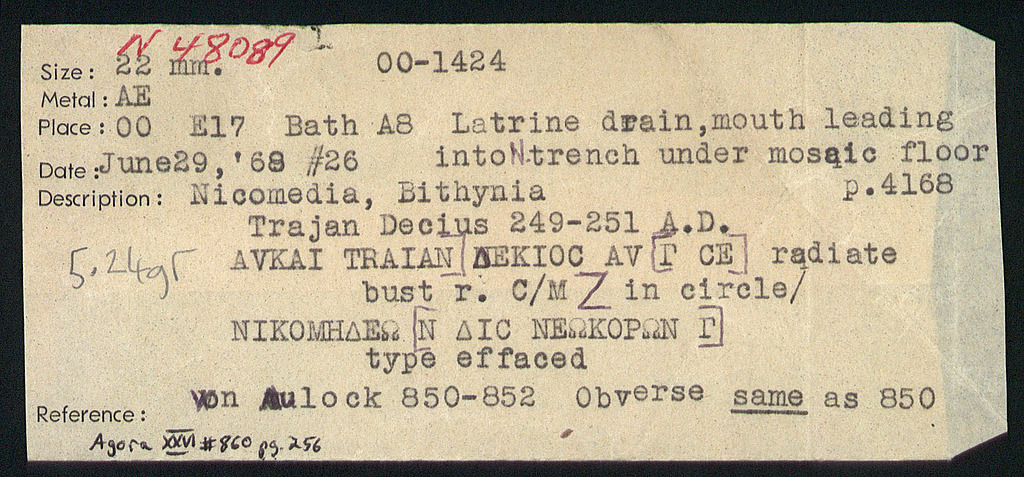 N 48089
Size: 22 mm. OO-1424
Metal: AE
Place: OO E17 Bath A8 Latrine drain, mouth leading
Date: June29, '68 #26 into N. trench under mosaic floor
Description: Nicomedia, Bithynia p.4168
Trajan Decius 249-251 A.D.
5.24gr AVKAI TRAIAN[ΔEKIOC AV [Γ CE] radiate
bust r. C/M Z in circle/
NIKOMHΔEΩ [N ΔIC NEΩKOPΩN Γ]
type effaced
Reference: von Aulock 850-852 Obverse same as 850
Agora XXVI #860 pg. 256